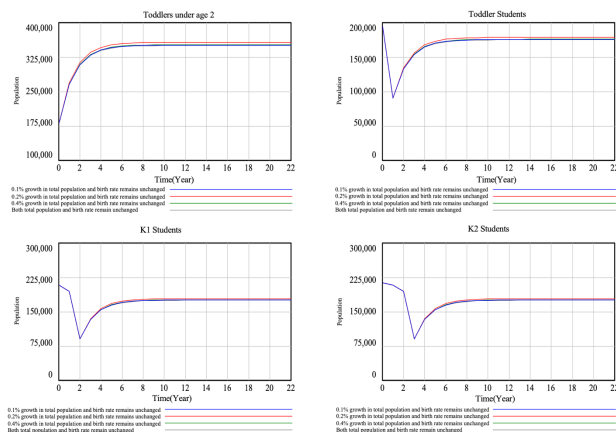 Toddlers under age 2
400,000
325,000
Population
175,000
100,000
0 2 4 6 8 10 12 14 16 18 20 22
Time(Year)
0.1% growth in total population and birth rate remains unchanged
0.2% growth in total population and birth rate remains unchanged
0.4% growth in total population and birth rate remains unchanged
Both total population and birth rate remain unchanged
Toddler Students
200,000
150,000
Population
50,000
0
0 2 4 6 8 10 12 14 16 18 20 22
Time(Year)
0.1% growth in total population and birth rate remains unchanged
0.2% growth in total population and birth rate remains unchanged
0.4% growth in total population and birth rate remains unchanged
Both total population and birth rate remain unchanged
K1 Students
300,000
225,000
Population
150,000
75,000
0
0 2 4 6 8 10 12 14 16 18 20 22
Time(Year)
0.1% growth in total population and birth rate remains unchanged
0.2% growth in total population and birth rate remains unchanged
0.4% growth in total population and birth rate remains unchanged
Both total population and birth rate remain unchanged
K2 Students
300,000
225,000
Population
150,000
75,000
0
0 2 4 6 8 10 12 14 16 18 20 22
Time(Year)
0.1% growth in total population and birth rate remains unchanged
0.2% growth in total population and birth rate remains unchanged
0.4% growth in total population and birth rate remains unchanged
Both total population and birth rate remain unchanged